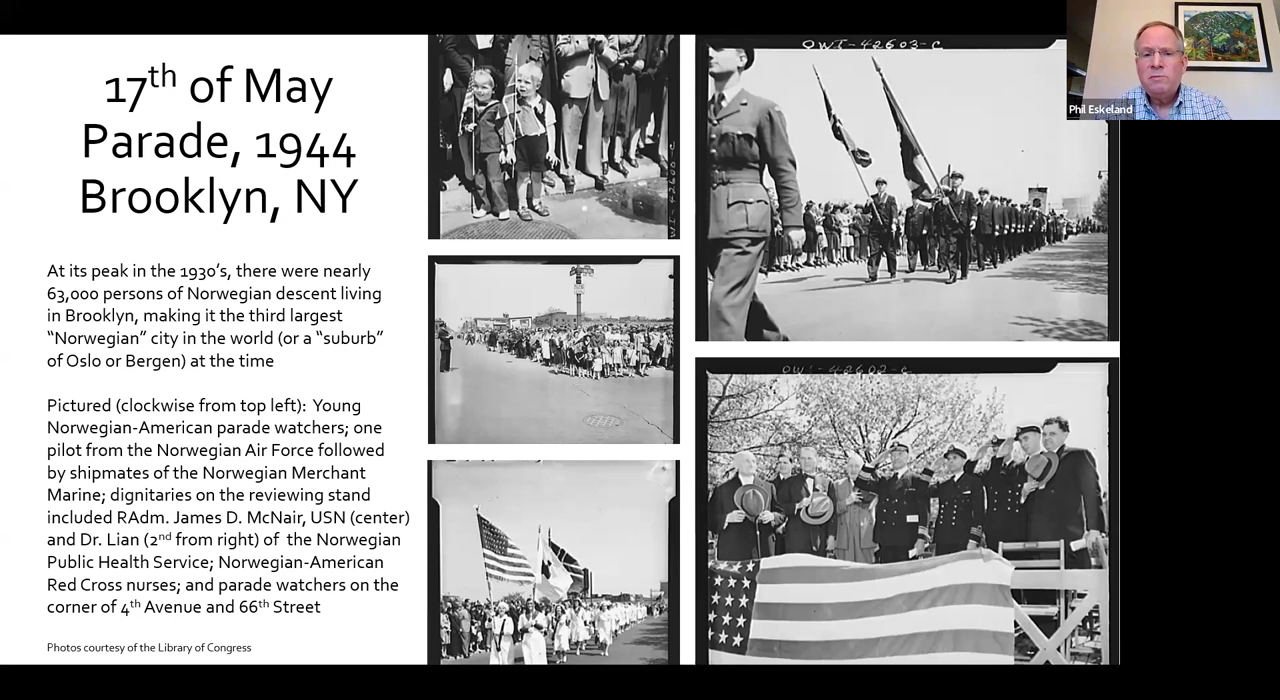 17th of May
Parade, 1944
Brooklyn, NY
At its peak in the 1930's, there were nearly
63,000 persons of Norwegian descent living
in Brooklyn, making it the third largest
“Norwegian” city in the world (or a “suburb”
of Oslo or Bergen) at the time
Pictured (clockwise from top left): Young
Norwegian-American parade watchers; one
pilot from the Norwegian Air Force followed
by shipmates of the Norwegian Merchant
Marine; dignitaries on the reviewing stand
included RAdm. James D. McNair, USN (center)
and Dr. Lian (2nd from right) of the Norwegian
Public Health Service; Norwegian-American
Red Cross nurses; and parade watchers on the
corner of 4th Avenue and 66th Street
Photos courtesy of the Library of Congress
OWI-42603-C
OWI-42602-C
Phil Eskeland